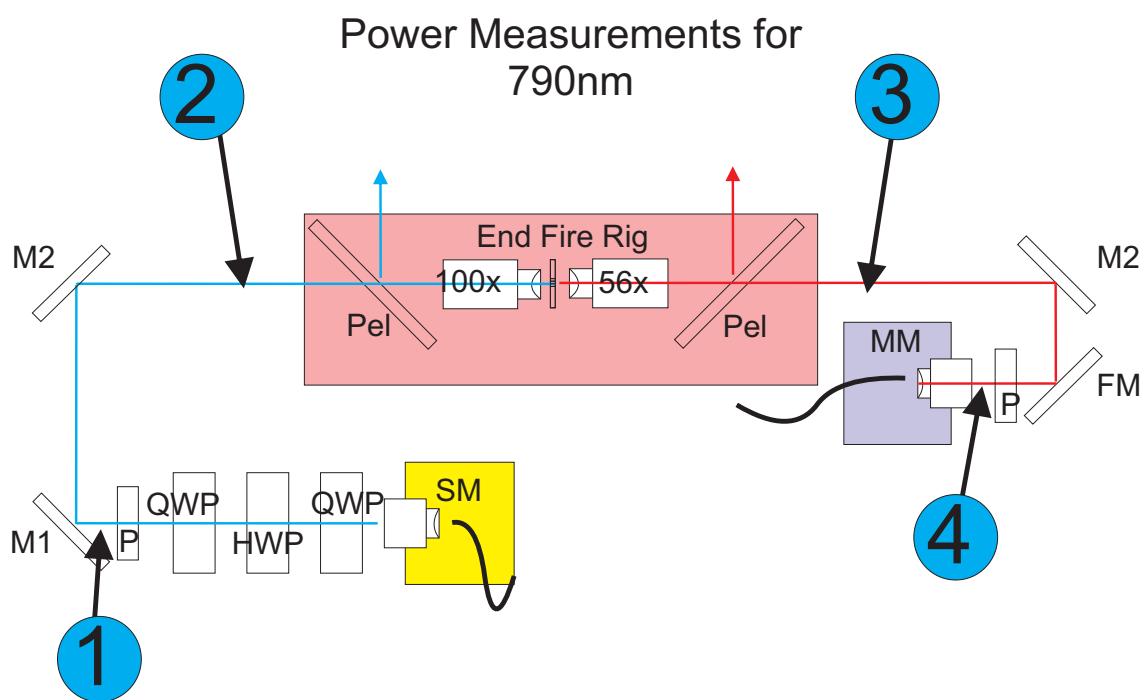 Power Measurements for
790nm
2
3
M2
End Fire Rig
M2
100x
56x
Pel
Pel
MM
FM
P
QWP
QWP
SM
M1
P
HWP
4
1